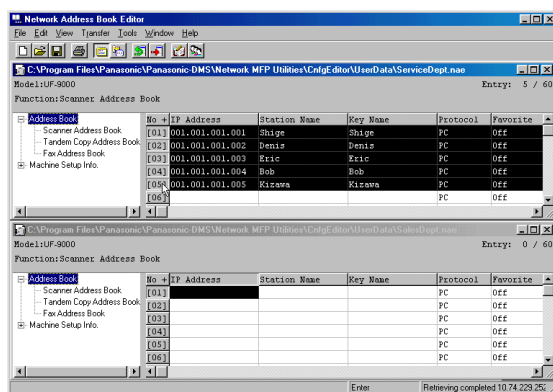 Network Address Book Editor
File Edit View Transfer Tools Window Help
C:\Program Files\Panasonic\Panasonic-DMS\Network MFP Utilities\CnfgEditor\UserData\ServiceDept.nae
Model:UF-9000 Entry: 5 / 60
Function:Scanner Address Book
Address Book
Scanner Address Book
Tandem Copy Address Book
Fax Address Book
Machine Setup Info.
No + IP Address Station Name Key Name Protocol Favorite
[01] 001.001.001.001 Shige Shige PC Off
[02] 001.001.001.002 Denis Denis PC Off
[03] 001.001.001.003 Eric Eric PC Off
[04] 001.001.001.004 Bob Bob PC Off
[05] 001.001.001.005 Kizawa Kizawa PC Off
[06] PC Off
C:\Program Files\Panasonic\Panasonic-DMS\Network MFP Utilities\CnfgEditor\UserData\SalesDept.nae
Model:UF-9000 Entry: 0 / 60
Function:Scanner Address Book
Address Book
Scanner Address Book
Tandem Copy Address Book
Fax Address Book
Machine Setup Info.
No + IP Address Station Name Key Name Protocol Favorite
[01] PC Off
[02] PC Off
[03] PC Off
[04] PC Off
[05] PC Off
[06] PC Off
Enter Retrieving completed 10.74.229.252